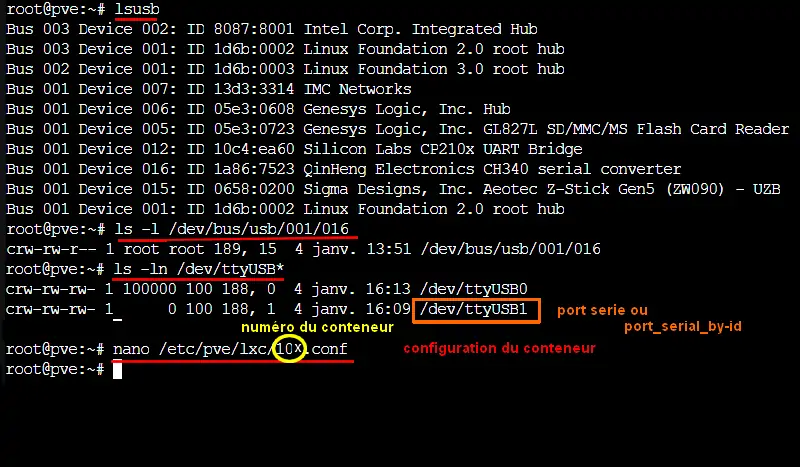 root@pve:~# lsusb
Bus 003 Device 002: ID 8087:8001 Intel Corp. Integrated Hub
Bus 003 Device 001: ID 1d6b:0002 Linux Foundation 2.0 root hub
Bus 002 Device 001: ID 1d6b:0003 Linux Foundation 3.0 root hub
Bus 001 Device 007: ID 13d3:3314 IMC Networks
Bus 001 Device 006: ID 05e3:0608 Genesys Logic, Inc. Hub
Bus 001 Device 005: ID 05e3:0723 Genesys Logic, Inc. GL827L SD/MMC/MS Flash Card Reader
Bus 001 Device 012: ID 10c4:ea60 Silicon Labs CP210x UART Bridge
Bus 001 Device 016: ID 1a86:7523 QinHeng Electronics CH340 serial converter
Bus 001 Device 015: ID 0658:0200 Sigma Designs, Inc. Aeotec Z-Stick Gen5 (ZW090) - UZB
Bus 001 Device 001: ID 1d6b:0002 Linux Foundation 2.0 root hub
root@pve:~# ls -l /dev/bus/usb/001/016
crw-rw-r-- 1 root root 189, 15  4 janv. 13:51 /dev/bus/usb/001/016
root@pve:~# ls -ln /dev/ttyUSB*
crw-rw-rw- 1 100000 100 188, 0  4 janv. 16:13 /dev/ttyUSB0
crw-rw-rw- 1      0 100 188, 1  4 janv. 16:09 /dev/ttyUSB1 port serie ou
numéro du conteneur port_serial_by-id
root@pve:~# nano /etc/pve/lxc/10x.conf configuration du conteneur
root@pve:~#